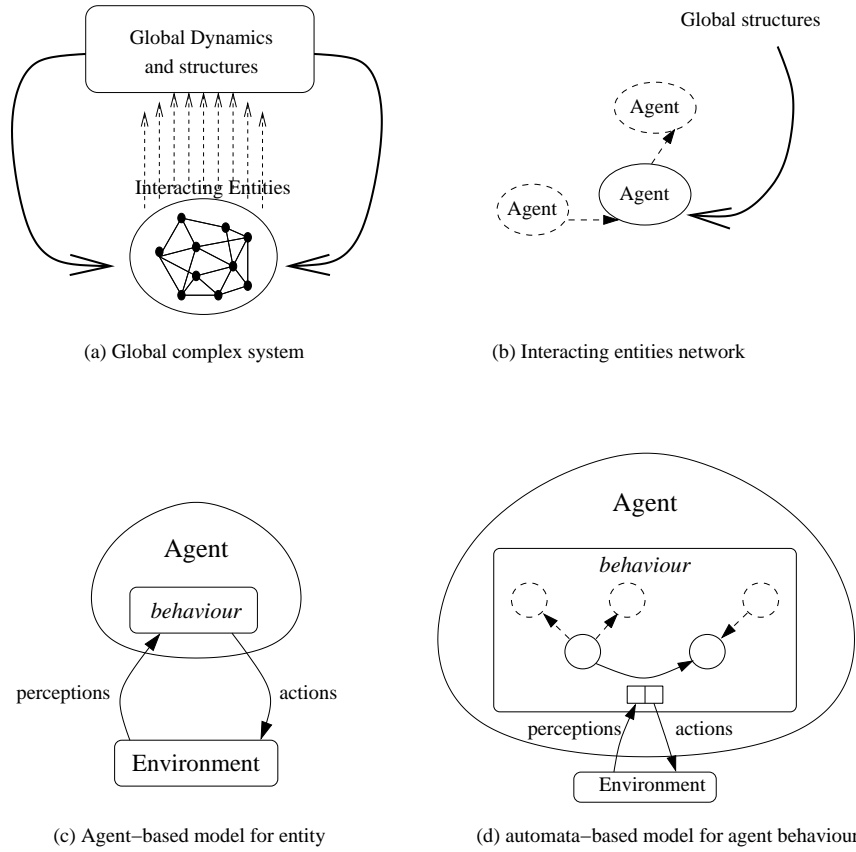 Global Dynamics
and structures
Interacting Entities
(a) Global complex system
Global structures
Agent
Agent
Agent
(b) Interacting entities network
Agent
behaviour
perceptions
actions
Environment
(c) Agent–based model for entity
Agent
behaviour
perceptions
actions
Environment
(d) automata–based model for agent behaviour